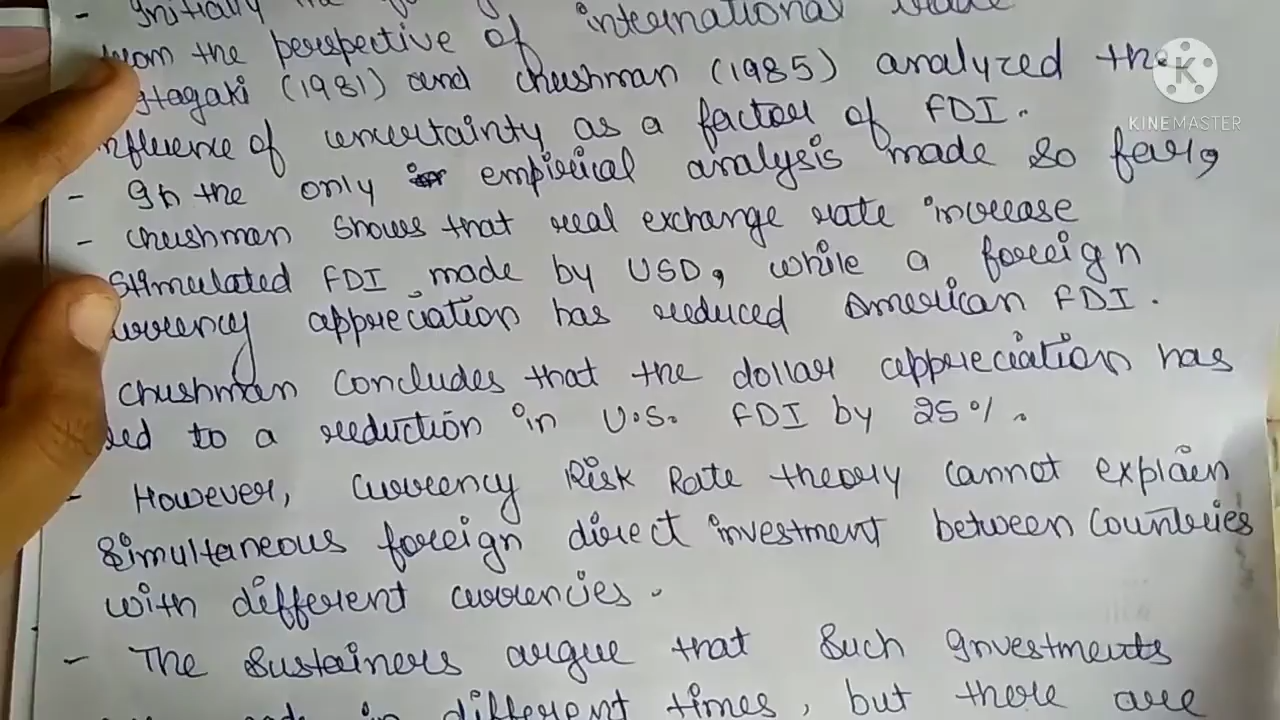 - Initially the
from the perspective of international trade
Itagaki (1981) and Chushman (1985) analyzed the
influence of uncertainty as a factor of FDI.
- In the only empirical analysis made so far,
- Chushman shows that real exchange rate increase
stimulated FDI made by USD, while a foreign
currency appreciation has reduced American FDI.
Chushman concludes that the dollar appreciation has
led to a reduction in U.S. FDI by 25%.
- However, Currency Risk Rate theory cannot explain
simultaneous foreign direct investment between Countries
with different currencies.
- The Sustainers argue that Such Investments
in different times, but there are
K
KINEMASTER